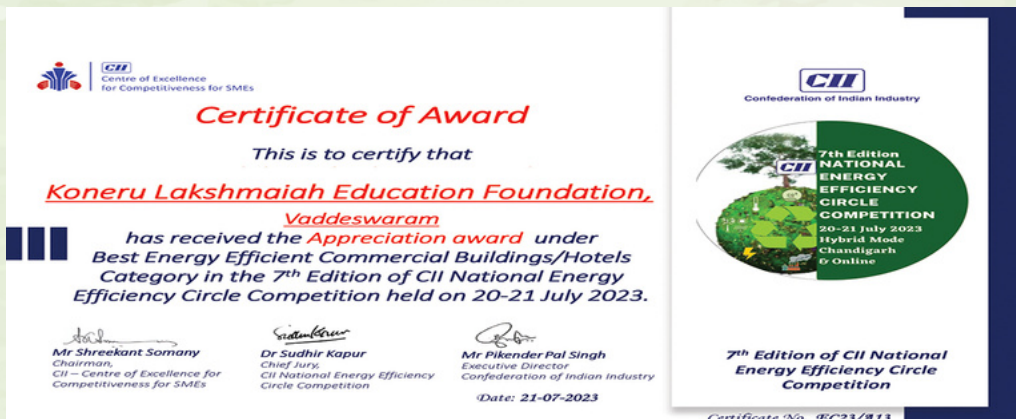 CII
Centre of Excellence
for Competitiveness for SMEs
Certificate of Award
This is to certify that
Koneru Lakshmaiah Education Foundation,
Vaddeswaram
has received the Appreciation award under
Best Energy Efficient Commercial Buildings/Hotels
Category in the 7th Edition of CII National Energy
Efficiency Circle Competition held on 20-21 July 2023.
Mr Shreekant Somany
Chairman,
CII – Centre of Excellence for
Competitiveness for SMEs
Dr Sudhir Kapur
Chief Jury,
CII National Energy Efficiency
Circle Competition
Mr Pikender Pal Singh
Executive Director
Confederation of Indian Industry
Date: 21-07-2023
CII
Confederation of Indian Industry
CII
7th Edition
NATIONAL
ENERGY
EFFICIENCY
CIRCLE
COMPETITION
20-21 July 2023
Hybrid Mode
Chandigarh
& Online
7th Edition of CII National
Energy Efficiency Circle
Competition
Certificate No. EC23/A13